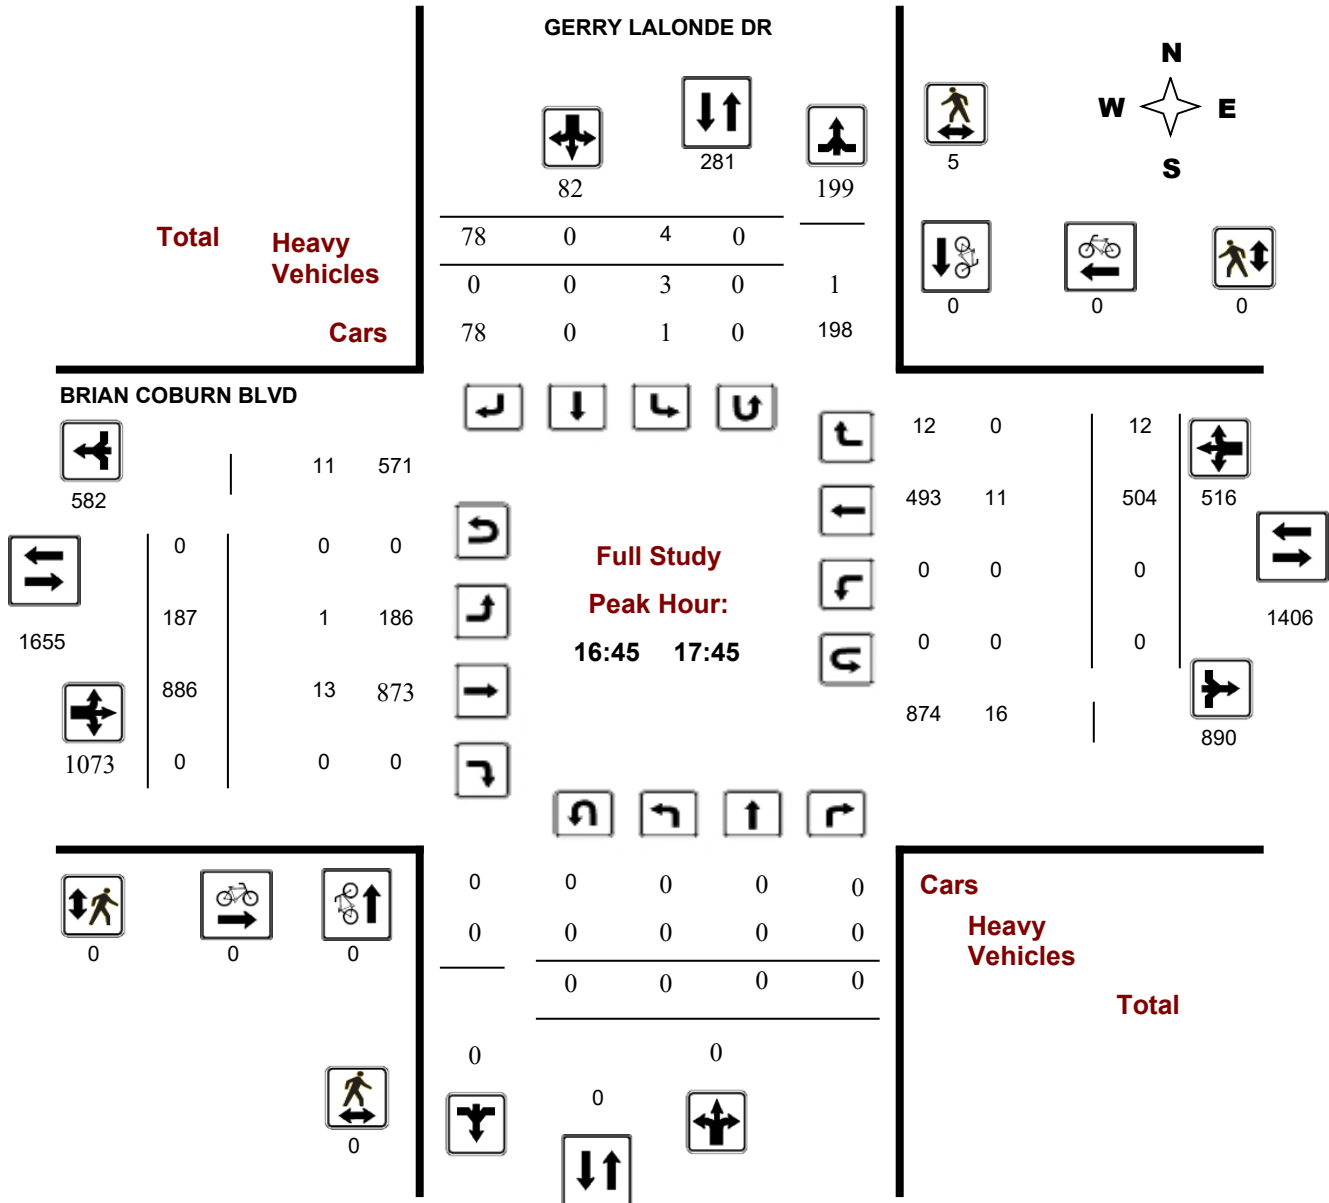 GERRY LALONDE DR
N
W E
S
82
281
199
5
Total
Heavy
Vehicles
Cars
78 0 4 0
0 0 3 0 1
78 0 1 0 198
0 0 0
BRIAN COBURN BLVD
582
11 571
0 0 0
1655
187 1 186
886 13 873
1073
0 0 0
Full Study
Peak Hour:
16:45 17:45
12 0 12
493 11 504 516
0 0 0
1406
0 0 0
874 16
890
0 0 0
0
0 0 0 0 0
0 0 0 0 0
0 0 0 0
0 0
0
Cars
Heavy
Vehicles
Total